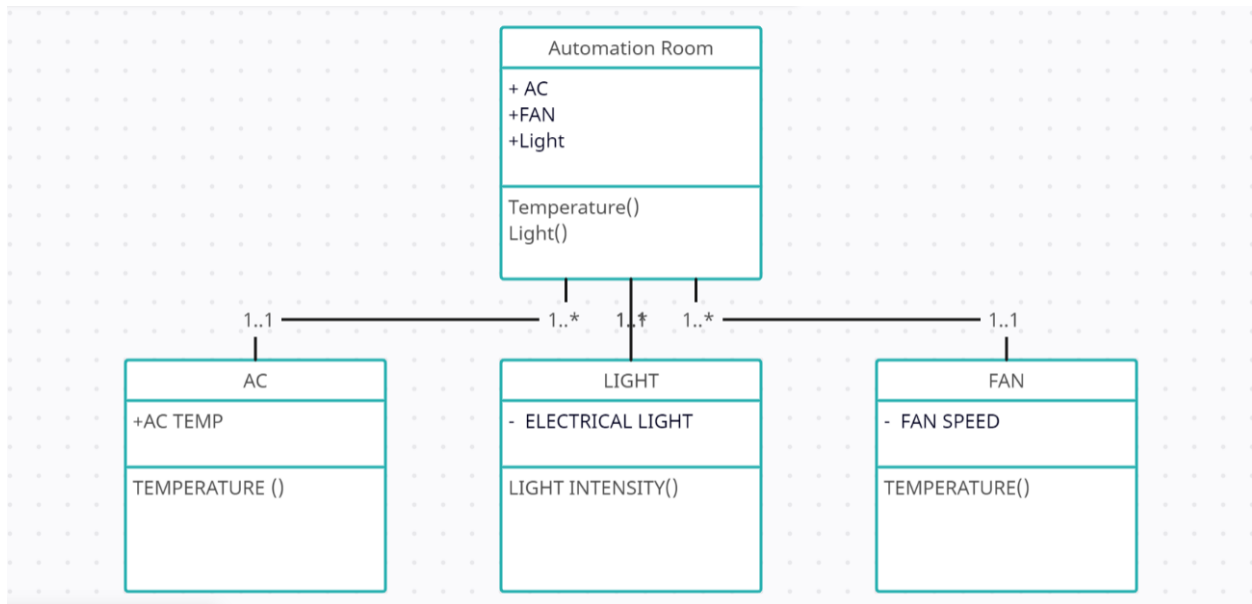 Automation Room
+ AC
+FAN
+Light
Temperature()
Light()
1..1 1..* 1..* 1..1
AC
+AC TEMP
TEMPERATURE ()
LIGHT
- ELECTRICAL LIGHT
LIGHT INTENSITY()
FAN
- FAN SPEED
TEMPERATURE()